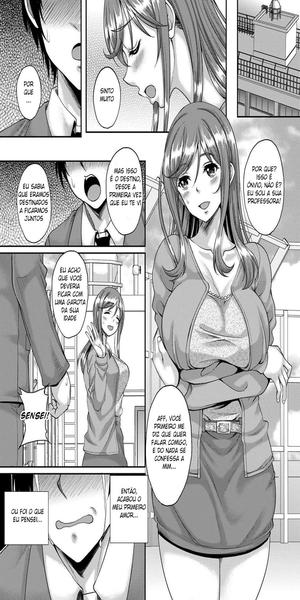 SINTO
MUITO
POR
QUE
...
POR QUE?
ISSO É
ÓNVIO, NÃO É?
EU SOU A SUA
PROFESSORA!
MAS ISSO
É O DESTINO,
DESDE A
PRIMEIRA
VEZ QUE EU TE VI
EU SABIA
QUE ERAMOS
DESTINADOS
A FICARMOS
JUNTOS
EU ACHO
QUE VOCÊ
DEVERIA
FICAR COM
UMA GAROTA
DA SUA
IDADE
SENSEI!
AFF, VOCÊ
PRIMEIRO ME
DIZ QUE QUER
FALAR COMIGO,
E DO NADA SE
CONFESSA A
MIM...
ENTÃO,
ACABOU O
MEU PRIMEIRO
AMOR...
OU FOI O QUE
EU PENSEI...